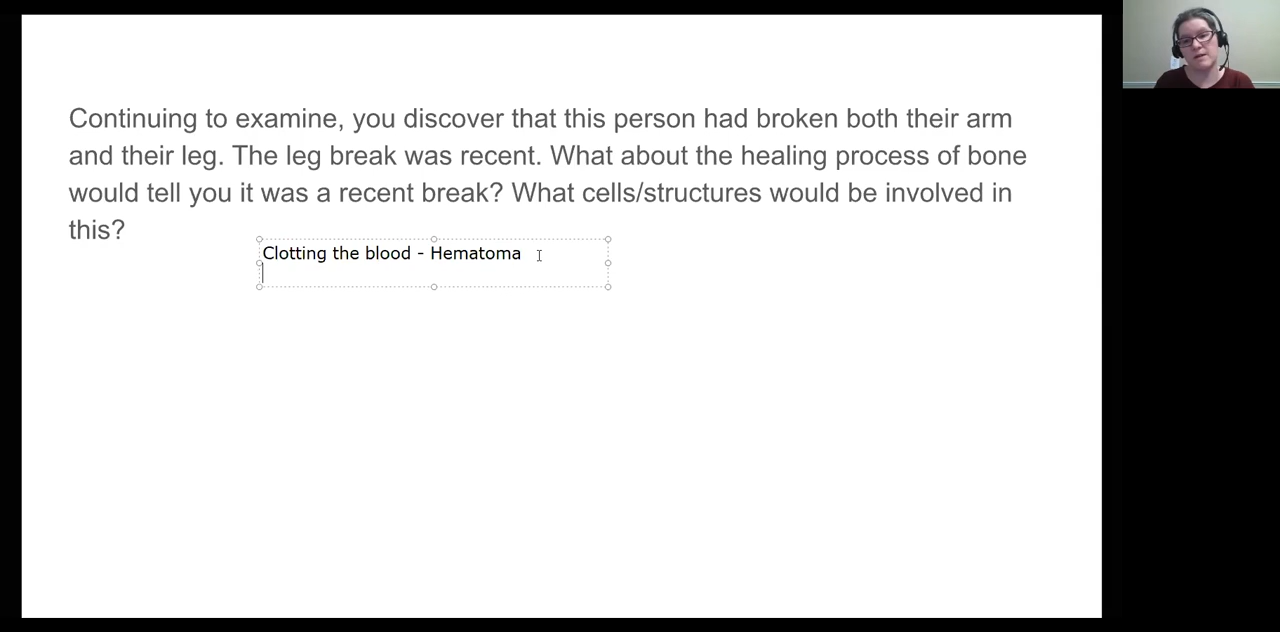 Continuing to examine, you discover that this person had broken both their arm
and their leg. The leg break was recent. What about the healing process of bone
would tell you it was a recent break? What cells/structures would be involved in
this?
Clotting the blood - Hematoma